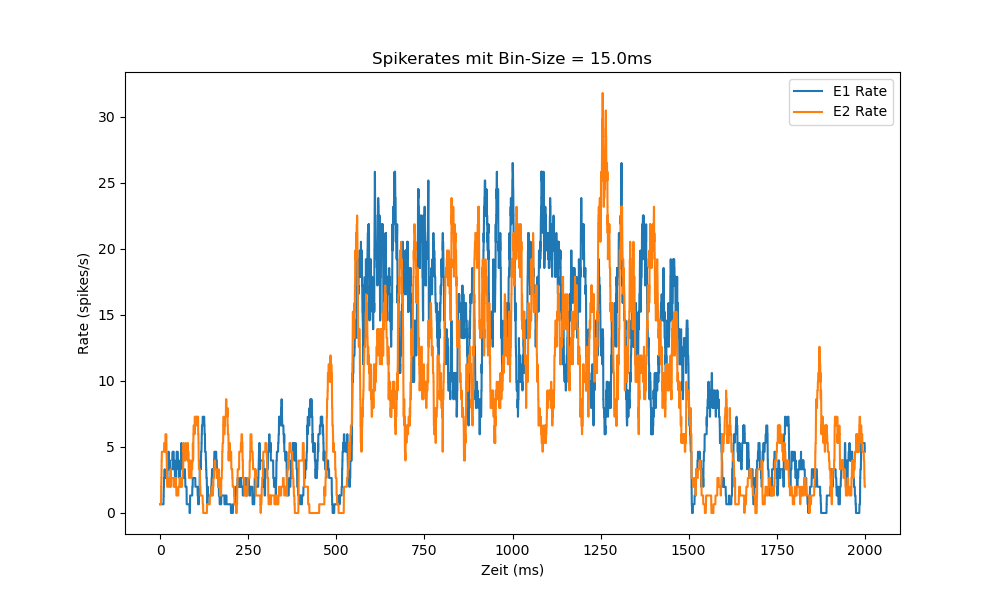 Spikerates mit Bin-Size = 15.0ms
E1 Rate
E2 Rate
Rate (spikes/s)
30
25
20
15
10
5
0
0 250 500 750 1000 1250 1500 1750 2000
Zeit (ms)